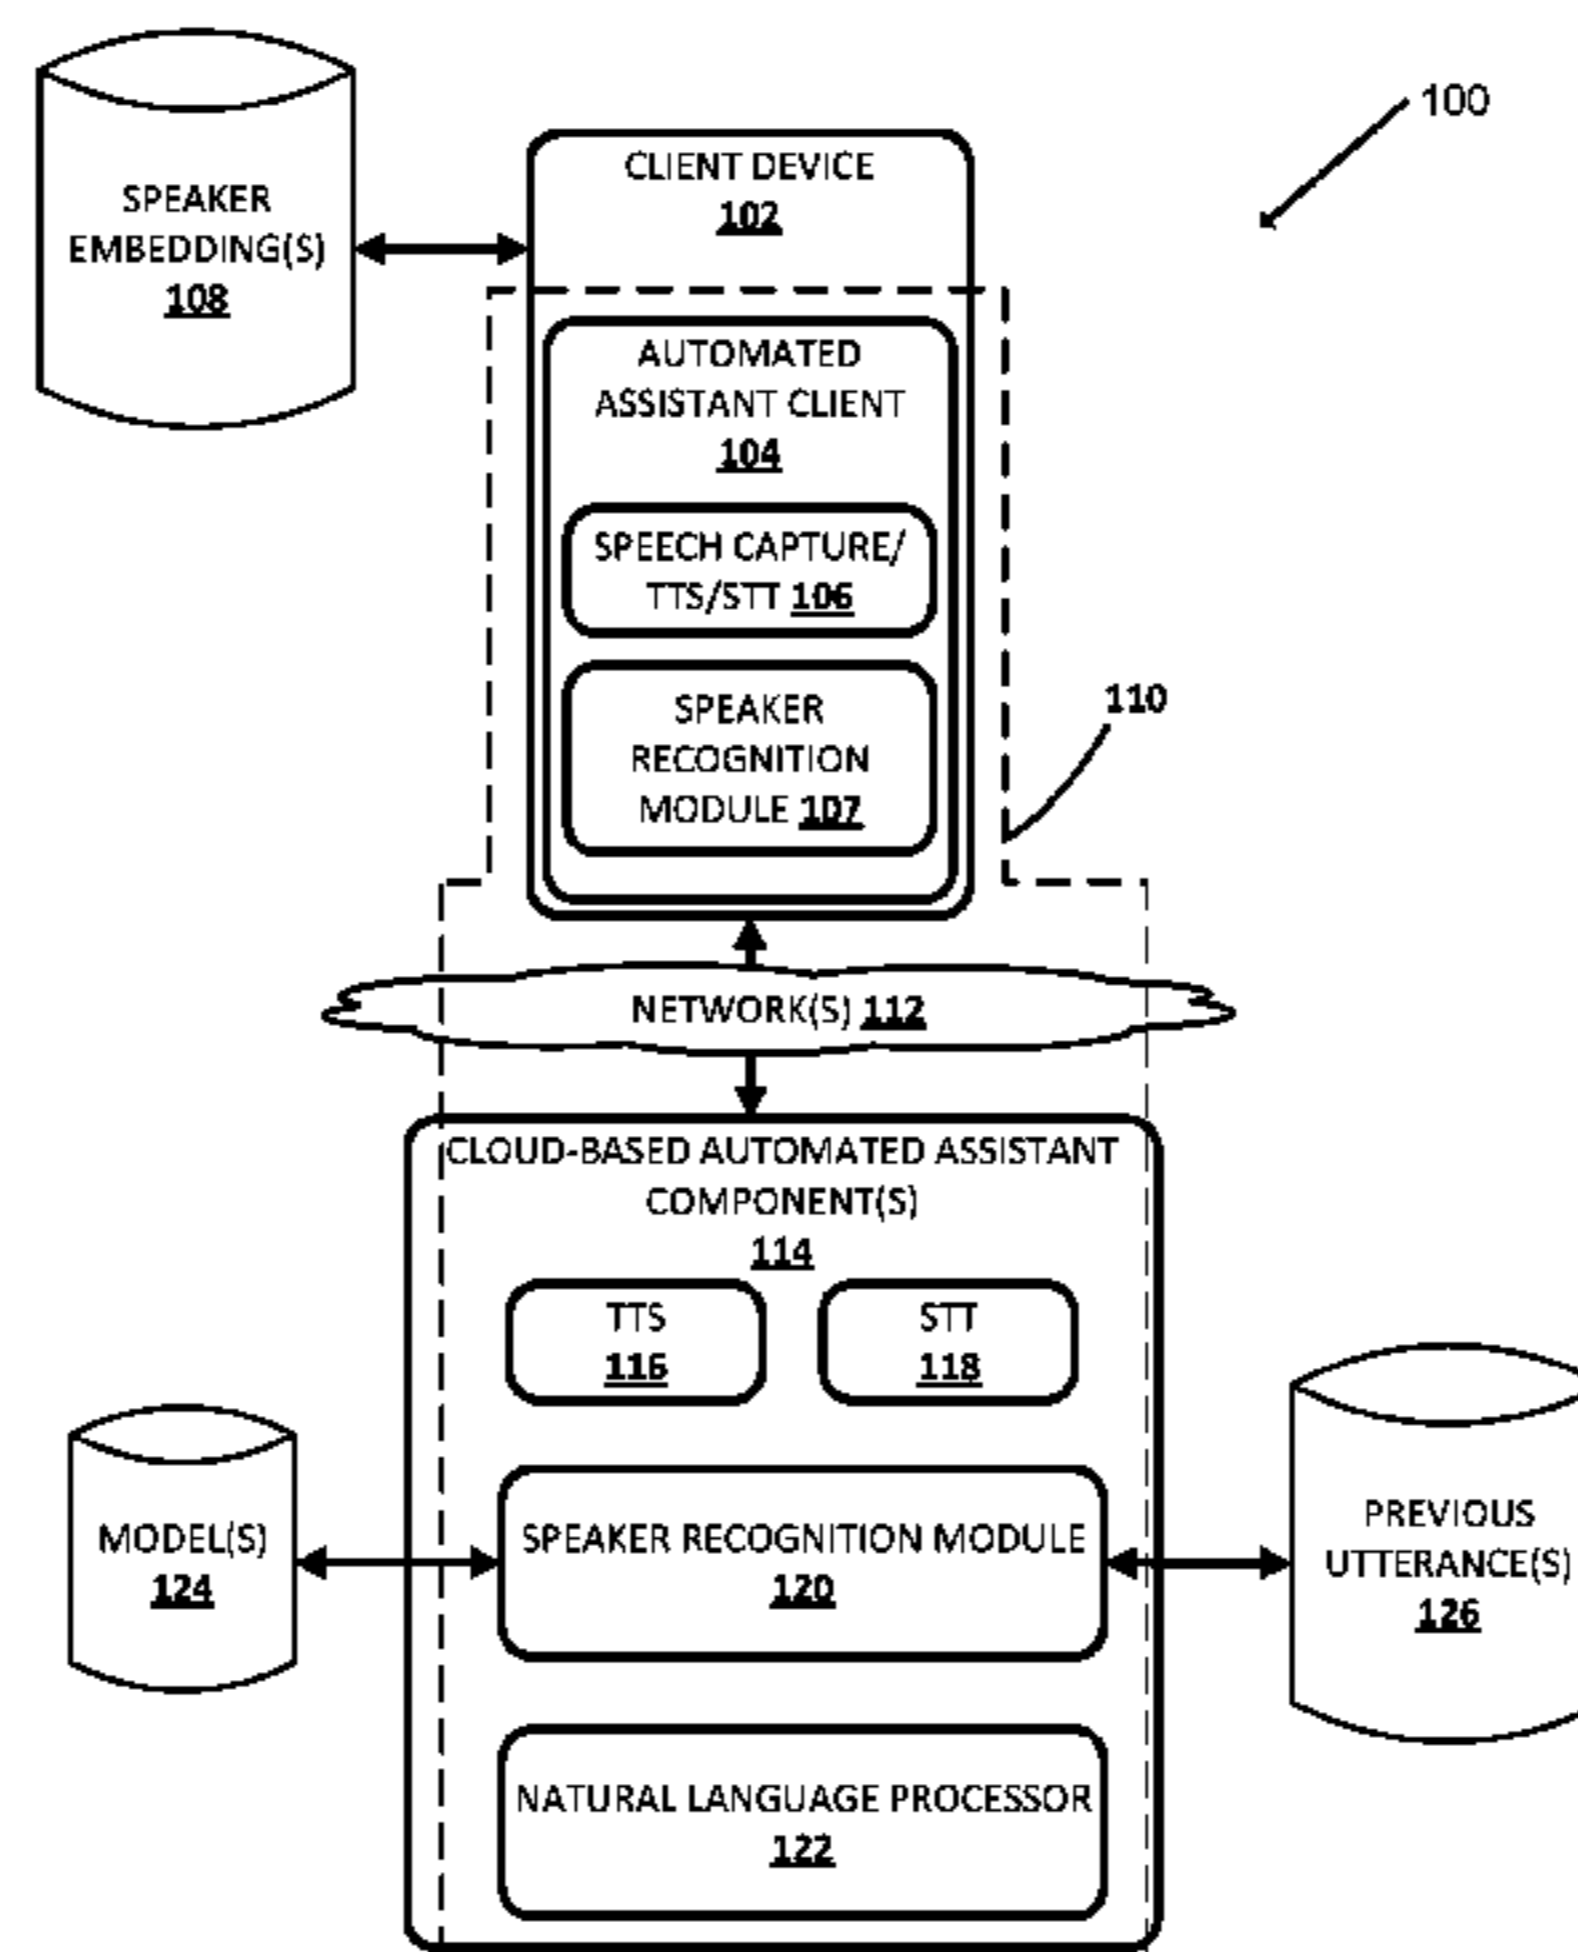 100
CLIENT DEVICE
102
SPEAKER
EMBEDDING(S)
108
AUTOMATED
ASSISTANT CLIENT
104
SPEECH CAPTURE/
TTS/STT 106
SPEAKER
RECOGNITION
MODULE 107
110
NETWORK(S) 112
CLOUD-BASED AUTOMATED ASSISTANT
COMPONENT(S)
114
TTS
116
STT
118
MODEL(S)
124
SPEAKER RECOGNITION MODULE
120
PREVIOUS
UTTERANCE(S)
126
NATURAL LANGUAGE PROCESSOR
122